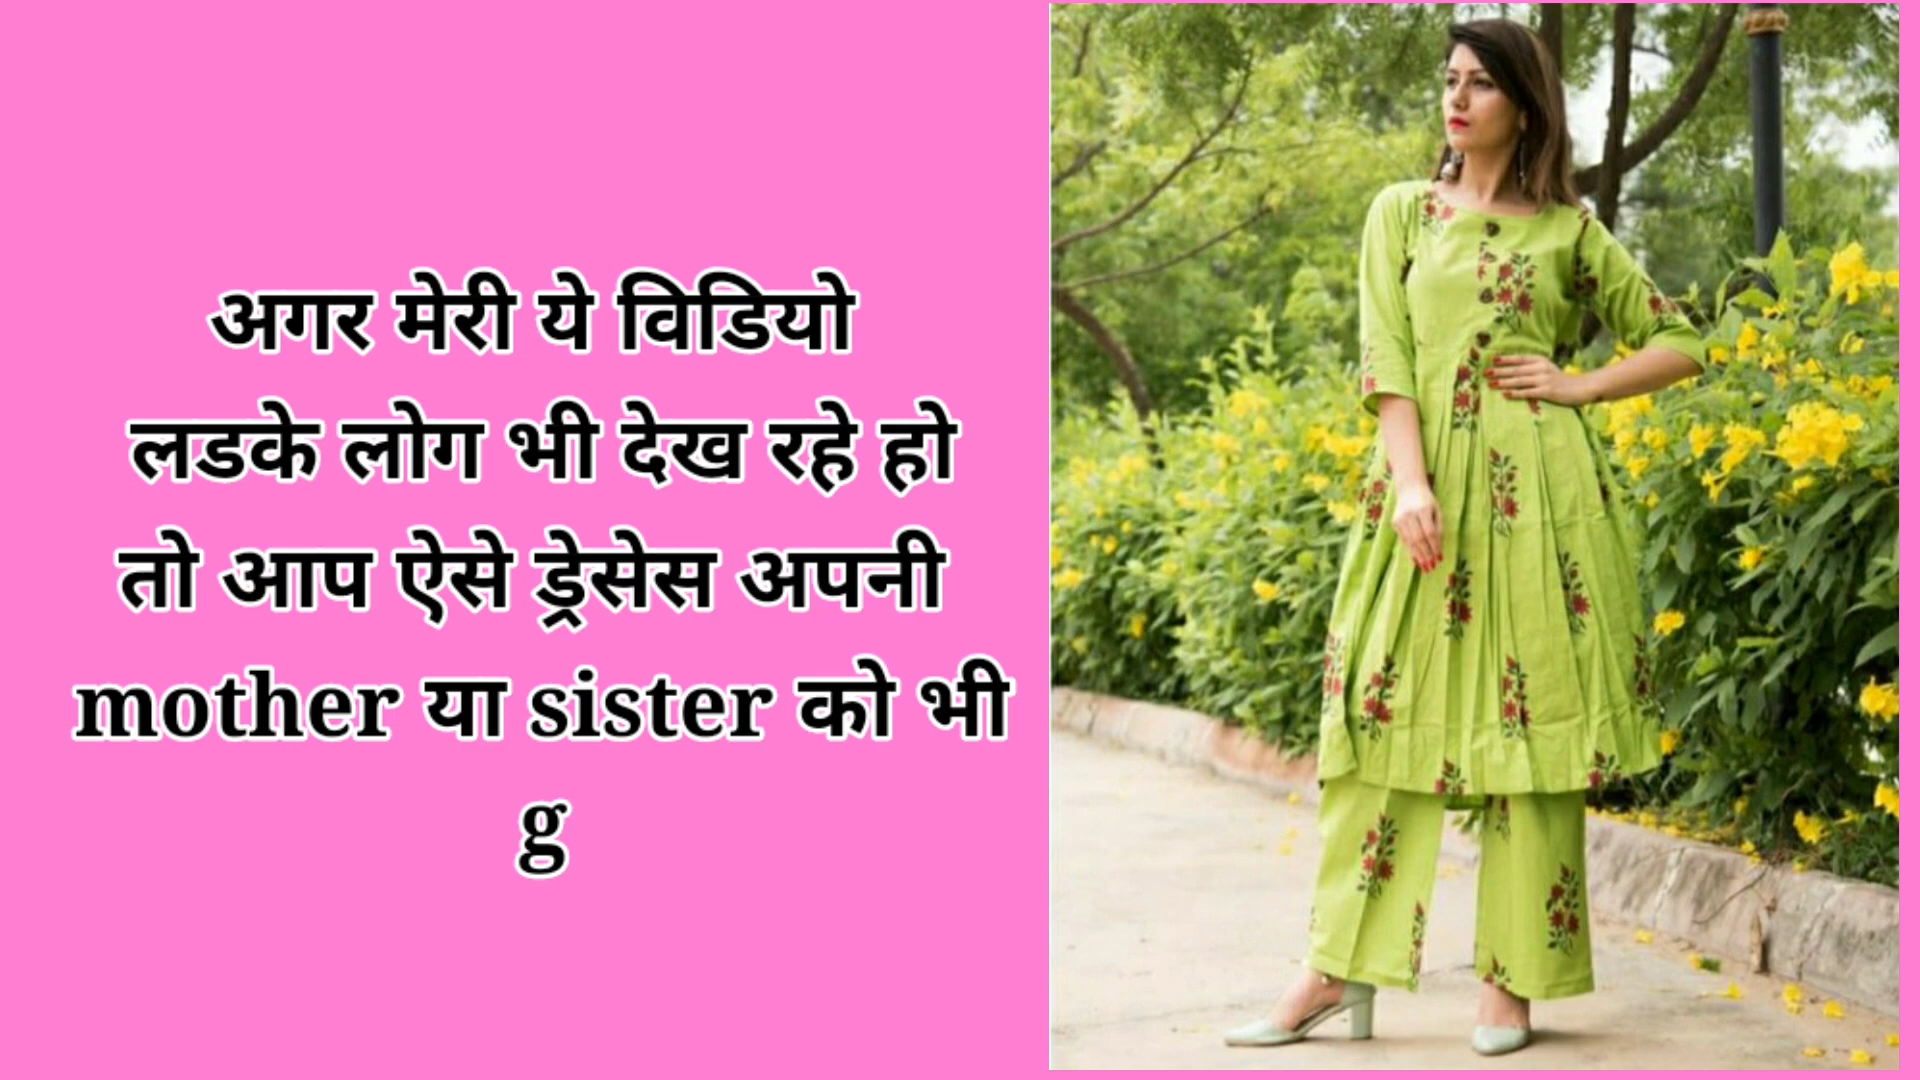 अगर मेरी ये विडियो
लडके लोग भी देख रहे हो
तो आप ऐसे ड्रेसेस अपनी
mother या sister को भी
g